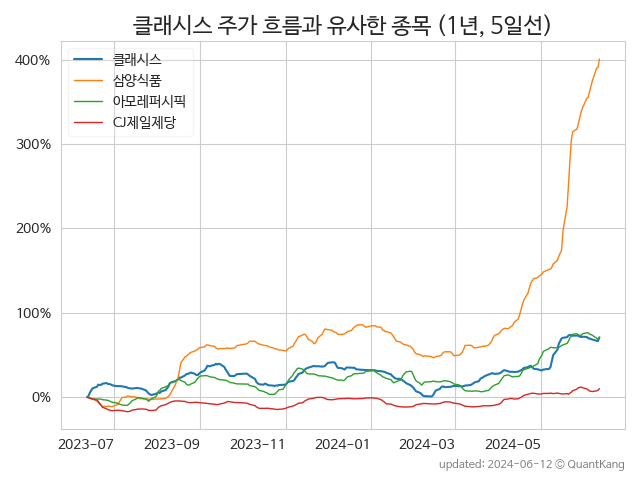 클래시스 주가 흐름과 유사한 종목 (1년, 5일선)
클래시스
삼양식품
아모레퍼시픽
CJ제일제당
400%
300%
200%
100%
0%
2023-07 2023-09 2023-11 2024-01 2024-03 2024-05
updated: 2024-06-12 © QuantKang